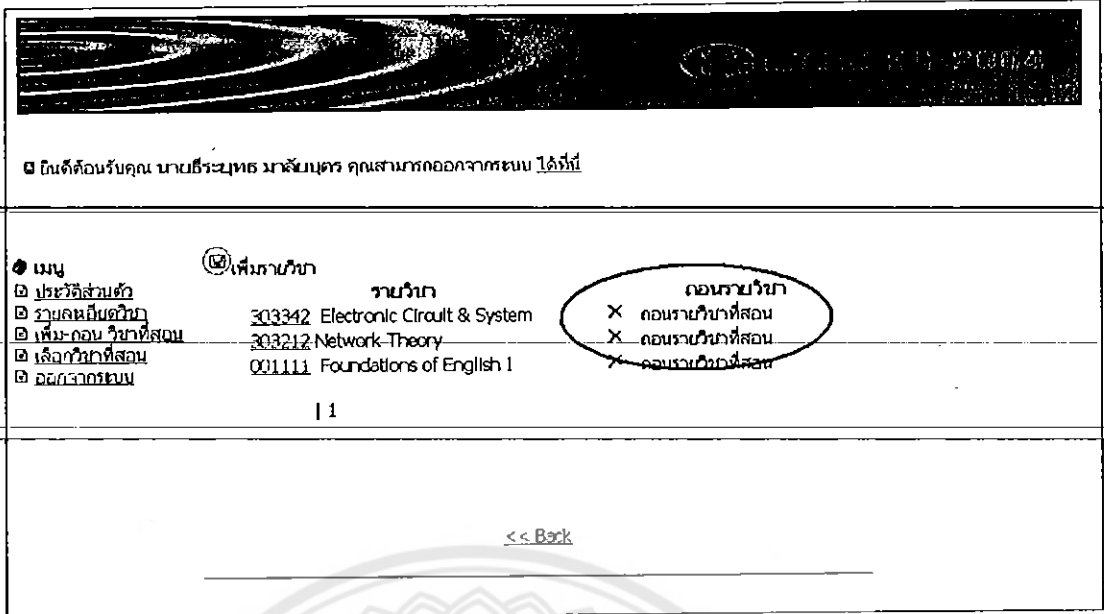 ยินดีต้อนรับคุณ นายธีระยุทธ มาลัยบุตร คุณสามารถออกจากระบบ ได้ที่นี่
เมนู
ประวัติส่วนตัว
รายละเอียดวิชา
เพิ่ม-ถอน วิชาที่สอน
เลือกวิชาที่สอน
ออกจากระบบ
เพิ่มรายวิชา
รายวิชา ถอนรายวิชา
303342 Electronic Circuit & System X ถอนรายวิชาที่สอน
303212 Network Theory X ถอนรายวิชาที่สอน
001111 Foundations of English 1 X ถอนรายวิชาที่สอน
| 1
<< Back